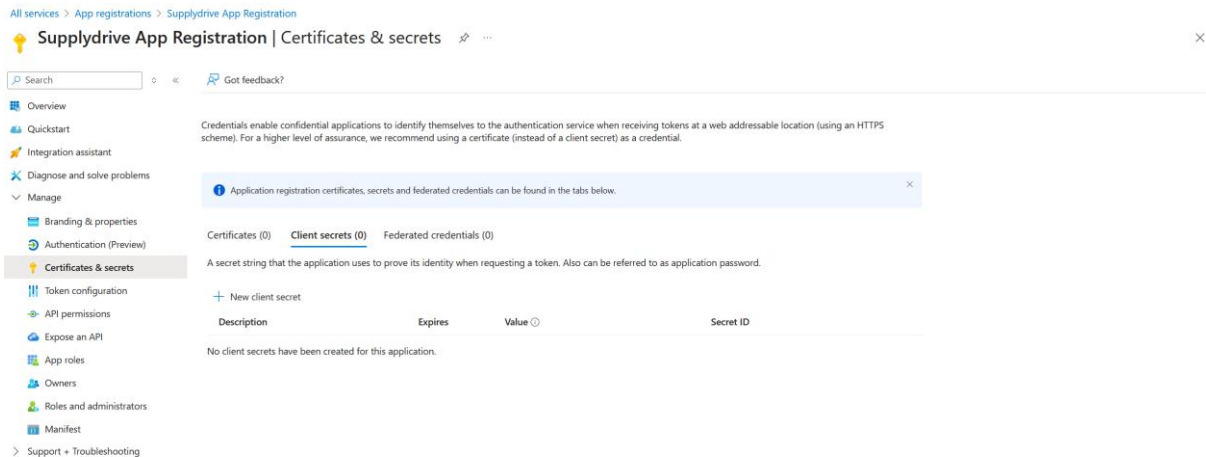 All services > App registrations > Supplydrive App Registration
Supplydrive App Registration | Certificates & secrets
Search
Overview
Quickstart
Integration assistant
Diagnose and solve problems
Manage
Branding & properties
Authentication (Preview)
Certificates & secrets
Token configuration
API permissions
Expose an API
App roles
Owners
Roles and administrators
Manifest
Support + Troubleshooting
Got feedback?
Credentials enable confidential applications to identify themselves to the authentication service when receiving tokens at a web addressable location (using an HTTPS
scheme). For a higher level of assurance, we recommend using a certificate (instead of a client secret) as a credential.
Application registration certificates, secrets and federated credentials can be found in the tabs below.
Certificates (0) Client secrets (0) Federated credentials (0)
A secret string that the application uses to prove its identity when requesting a token. Also can be referred to as application password.
New client secret
Description Expires Value Secret ID
No client secrets have been created for this application.